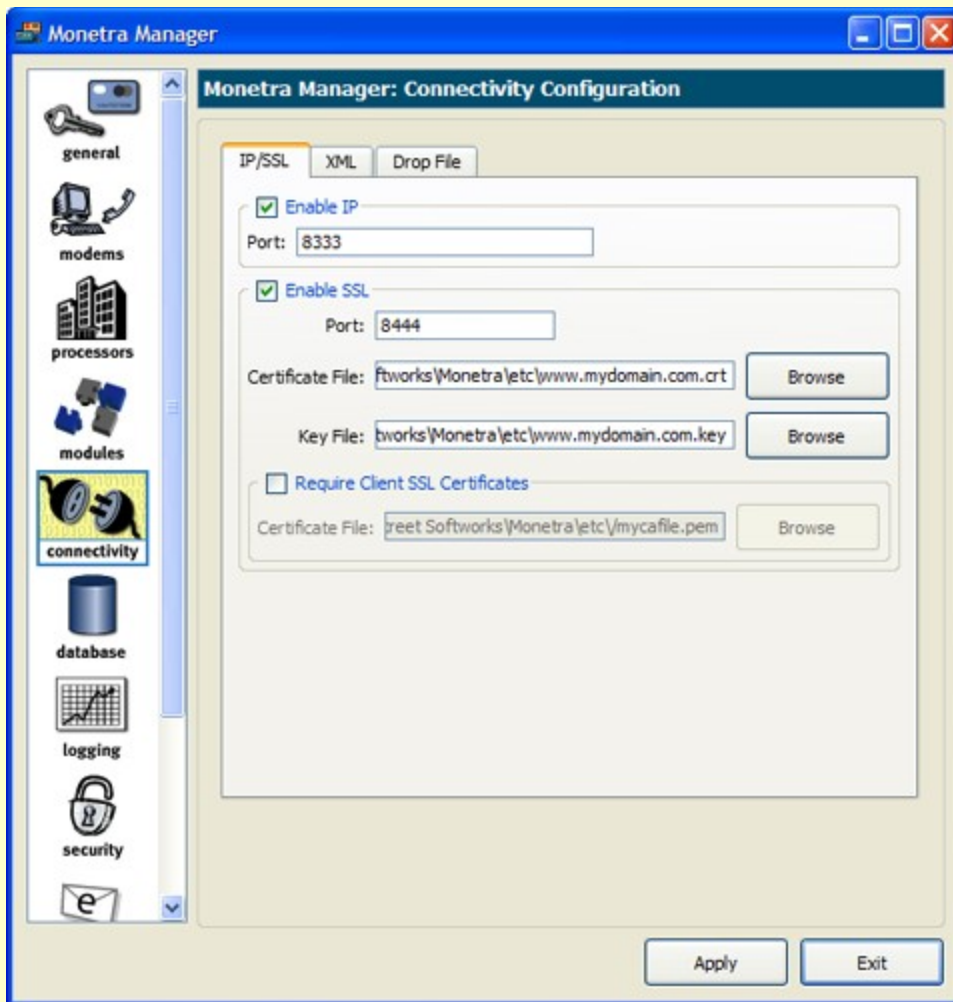 Monetra Manager
general
modems
processors
modules
connectivity
database
logging
security
e
Monetra Manager: Connectivity Configuration
IP/SSL XML Drop File
Enable IP
Port: 8333
Enable SSL
Port: 8444
Certificate File: ftworks\Monetra\etc\www.mydomain.com.crt Browse
Key File: tworks\Monetra\etc\www.mydomain.com.key Browse
Require Client SSL Certificates
Certificate File: treet Softworks\Monetra\etc\/mycafile.pem Browse
Apply Exit